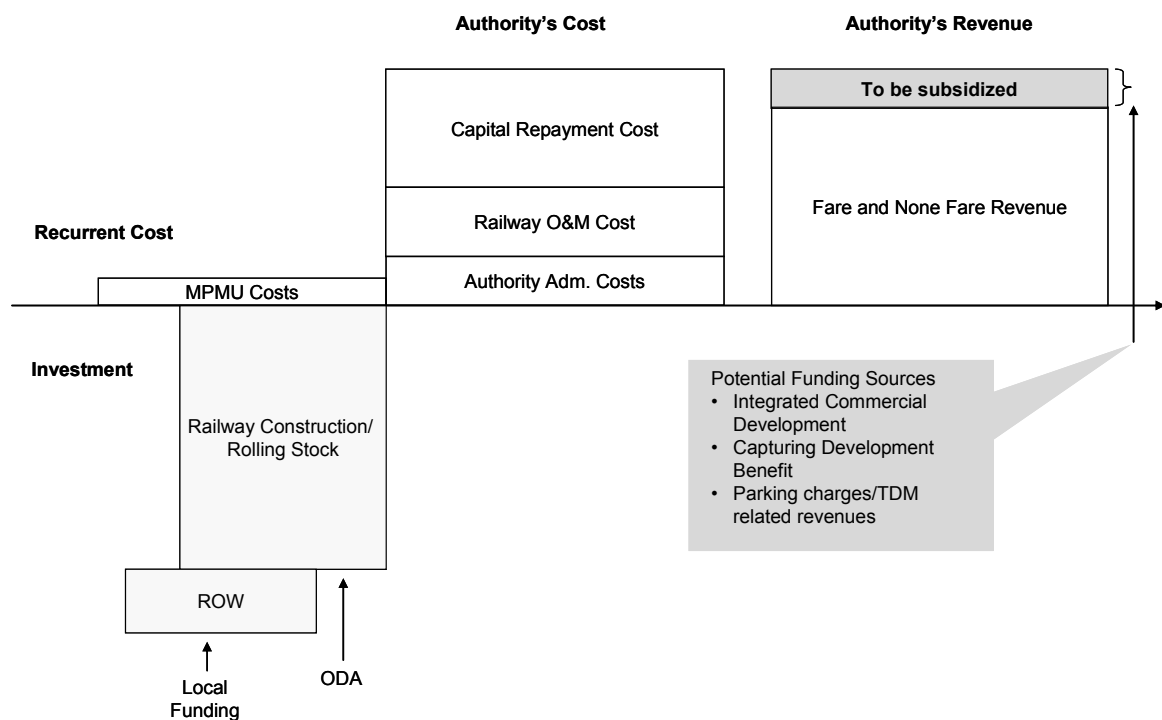 Authority’s Cost
Authority’s Revenue
To be subsidized
Capital Repayment Cost
Fare and None Fare Revenue
Railway O&M Cost
Recurrent Cost
Authority Adm. Costs
MPMU Costs
Investment
Railway Construction/
Rolling Stock
Potential Funding Sources
• Integrated Commercial
Development
• Capturing Development
Benefit
• Parking charges/TDM
related revenues
ROW
ODA
Local
Funding